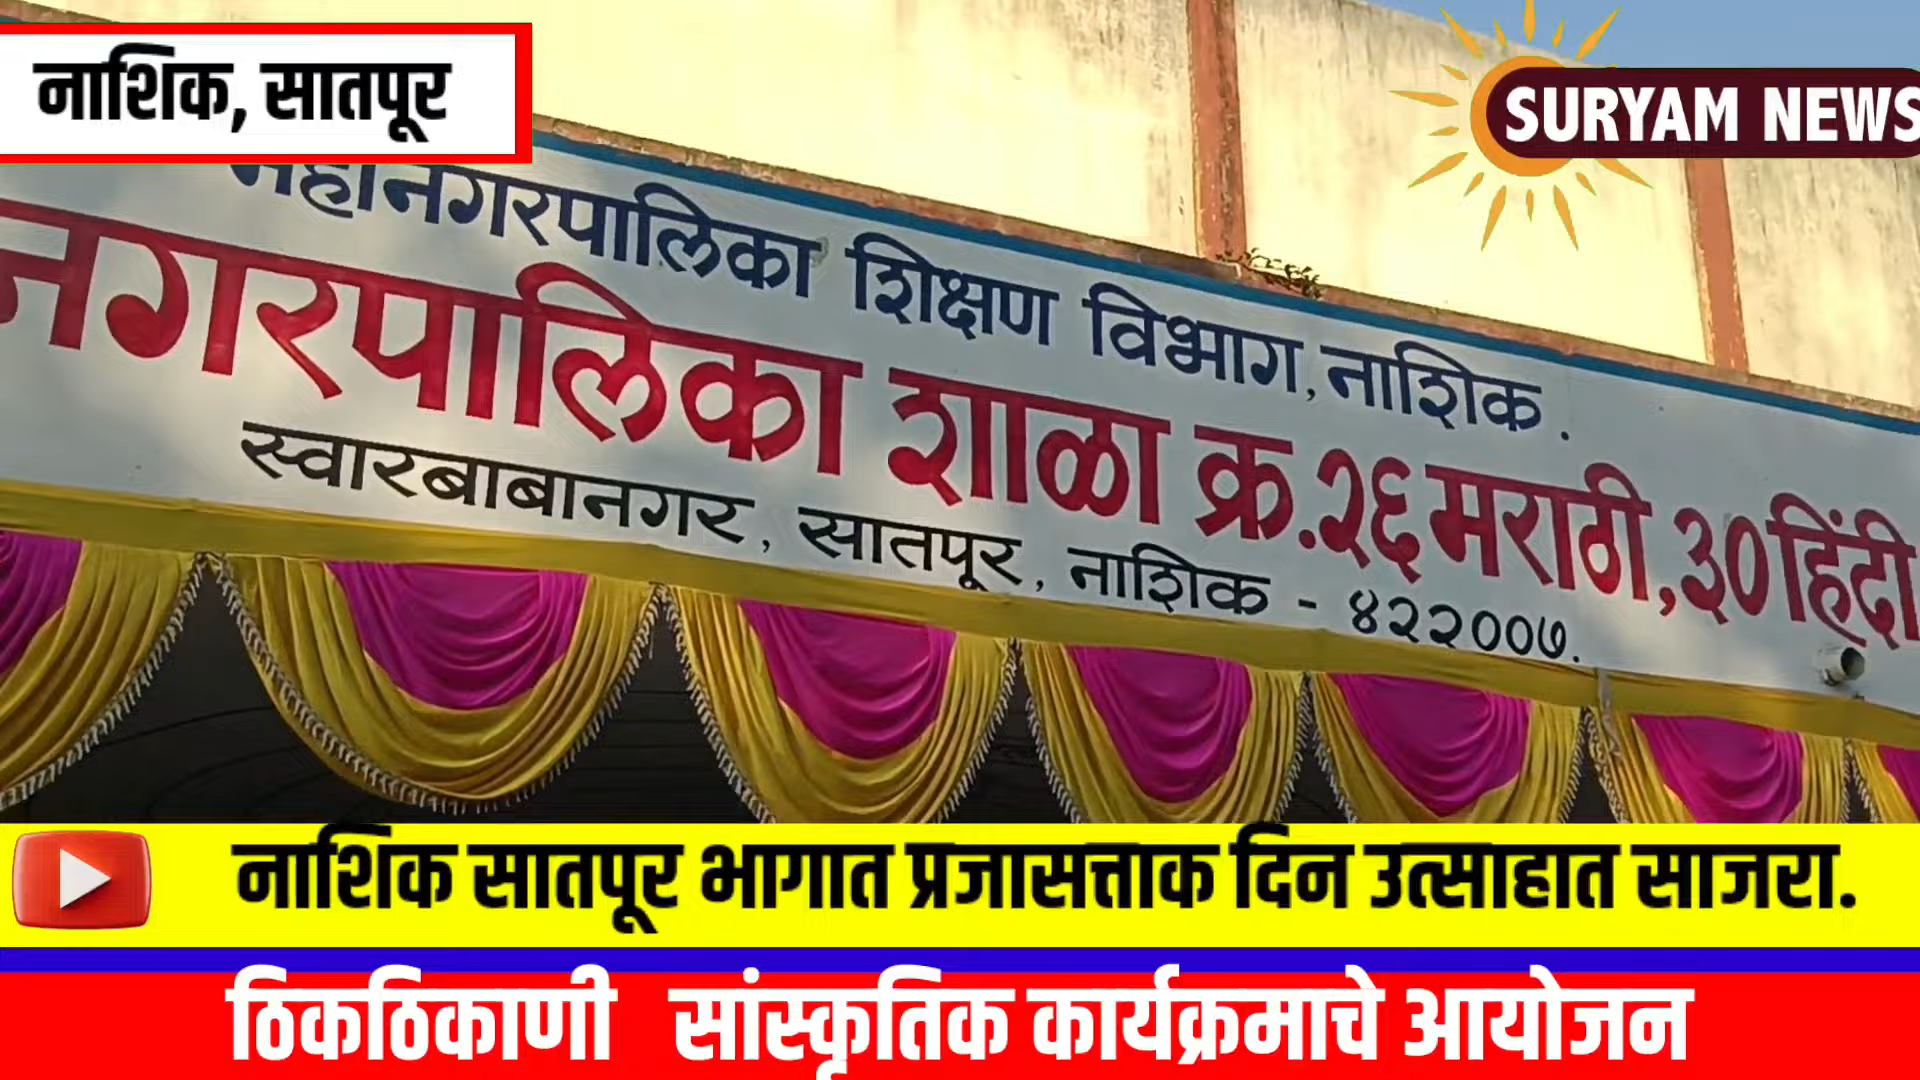 नाशिक, सातपूर
SURYAM NEWS
महानगरपालिका शिक्षण विभाग, नाशिक.
नगरपालिका शाळा क्र.२६ मराठी, ३० हिंदी
स्वारबाबानगर, सातपूर, नाशिक - ४२२००७.
नाशिक सातपूर भागात प्रजासत्ताक दिन उत्साहात साजरा.
ठिकठिकाणी सांस्कृतिक कार्यक्रमाचे आयोजन